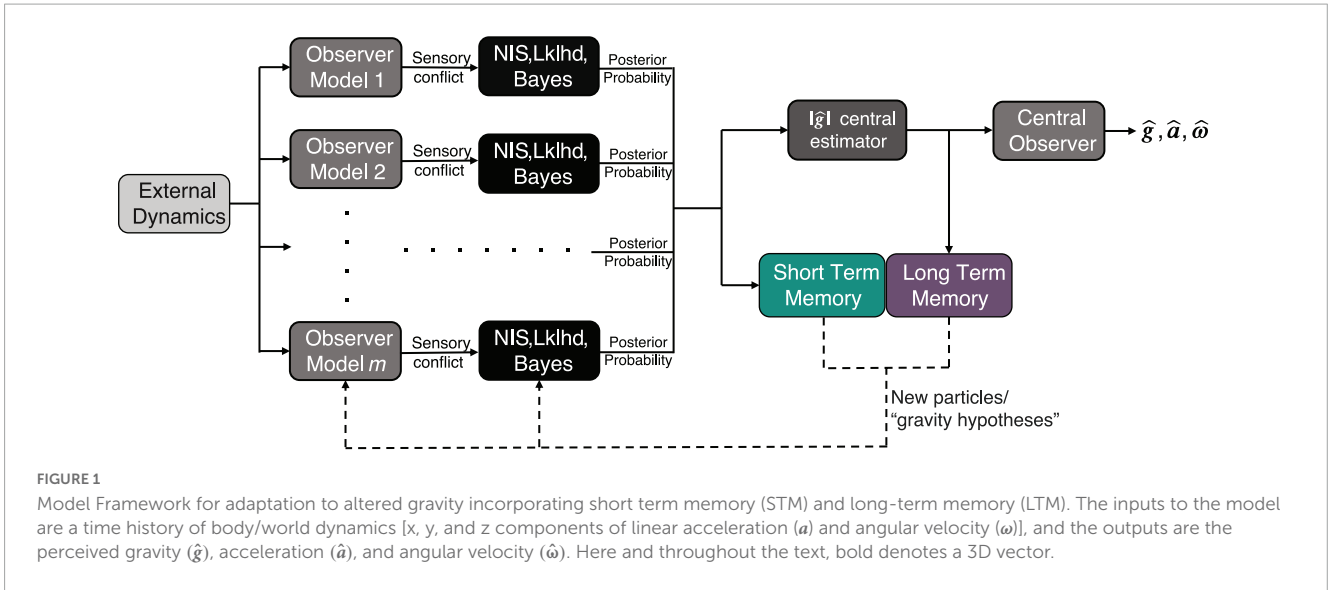 External
Dynamics
Observer
Model 1
Sensory
conflict
NIS,Lklhd,
Bayes
Posterior
Probability
Observer
Model 2
Sensory
conflict
NIS,Lklhd,
Bayes
Posterior
Probability
Posterior
Probability
Observer
Model m
Sensory
conflict
NIS,Lklhd,
Bayes
Posterior
Probability
|ĝ| central
estimator
Central
Observer
ĝ, â, ω̂
Short Term
Memory
Long Term
Memory
New particles/
“gravity hypotheses”
FIGURE 1
Model Framework for adaptation to altered gravity incorporating short term memory (STM) and long-term memory (LTM). The inputs to the model
are a time history of body/world dynamics [x, y, and z components of linear acceleration (a) and angular velocity (ω)], and the outputs are the
perceived gravity (ĝ), acceleration (â), and angular velocity (ω̂). Here and throughout the text, bold denotes a 3D vector.